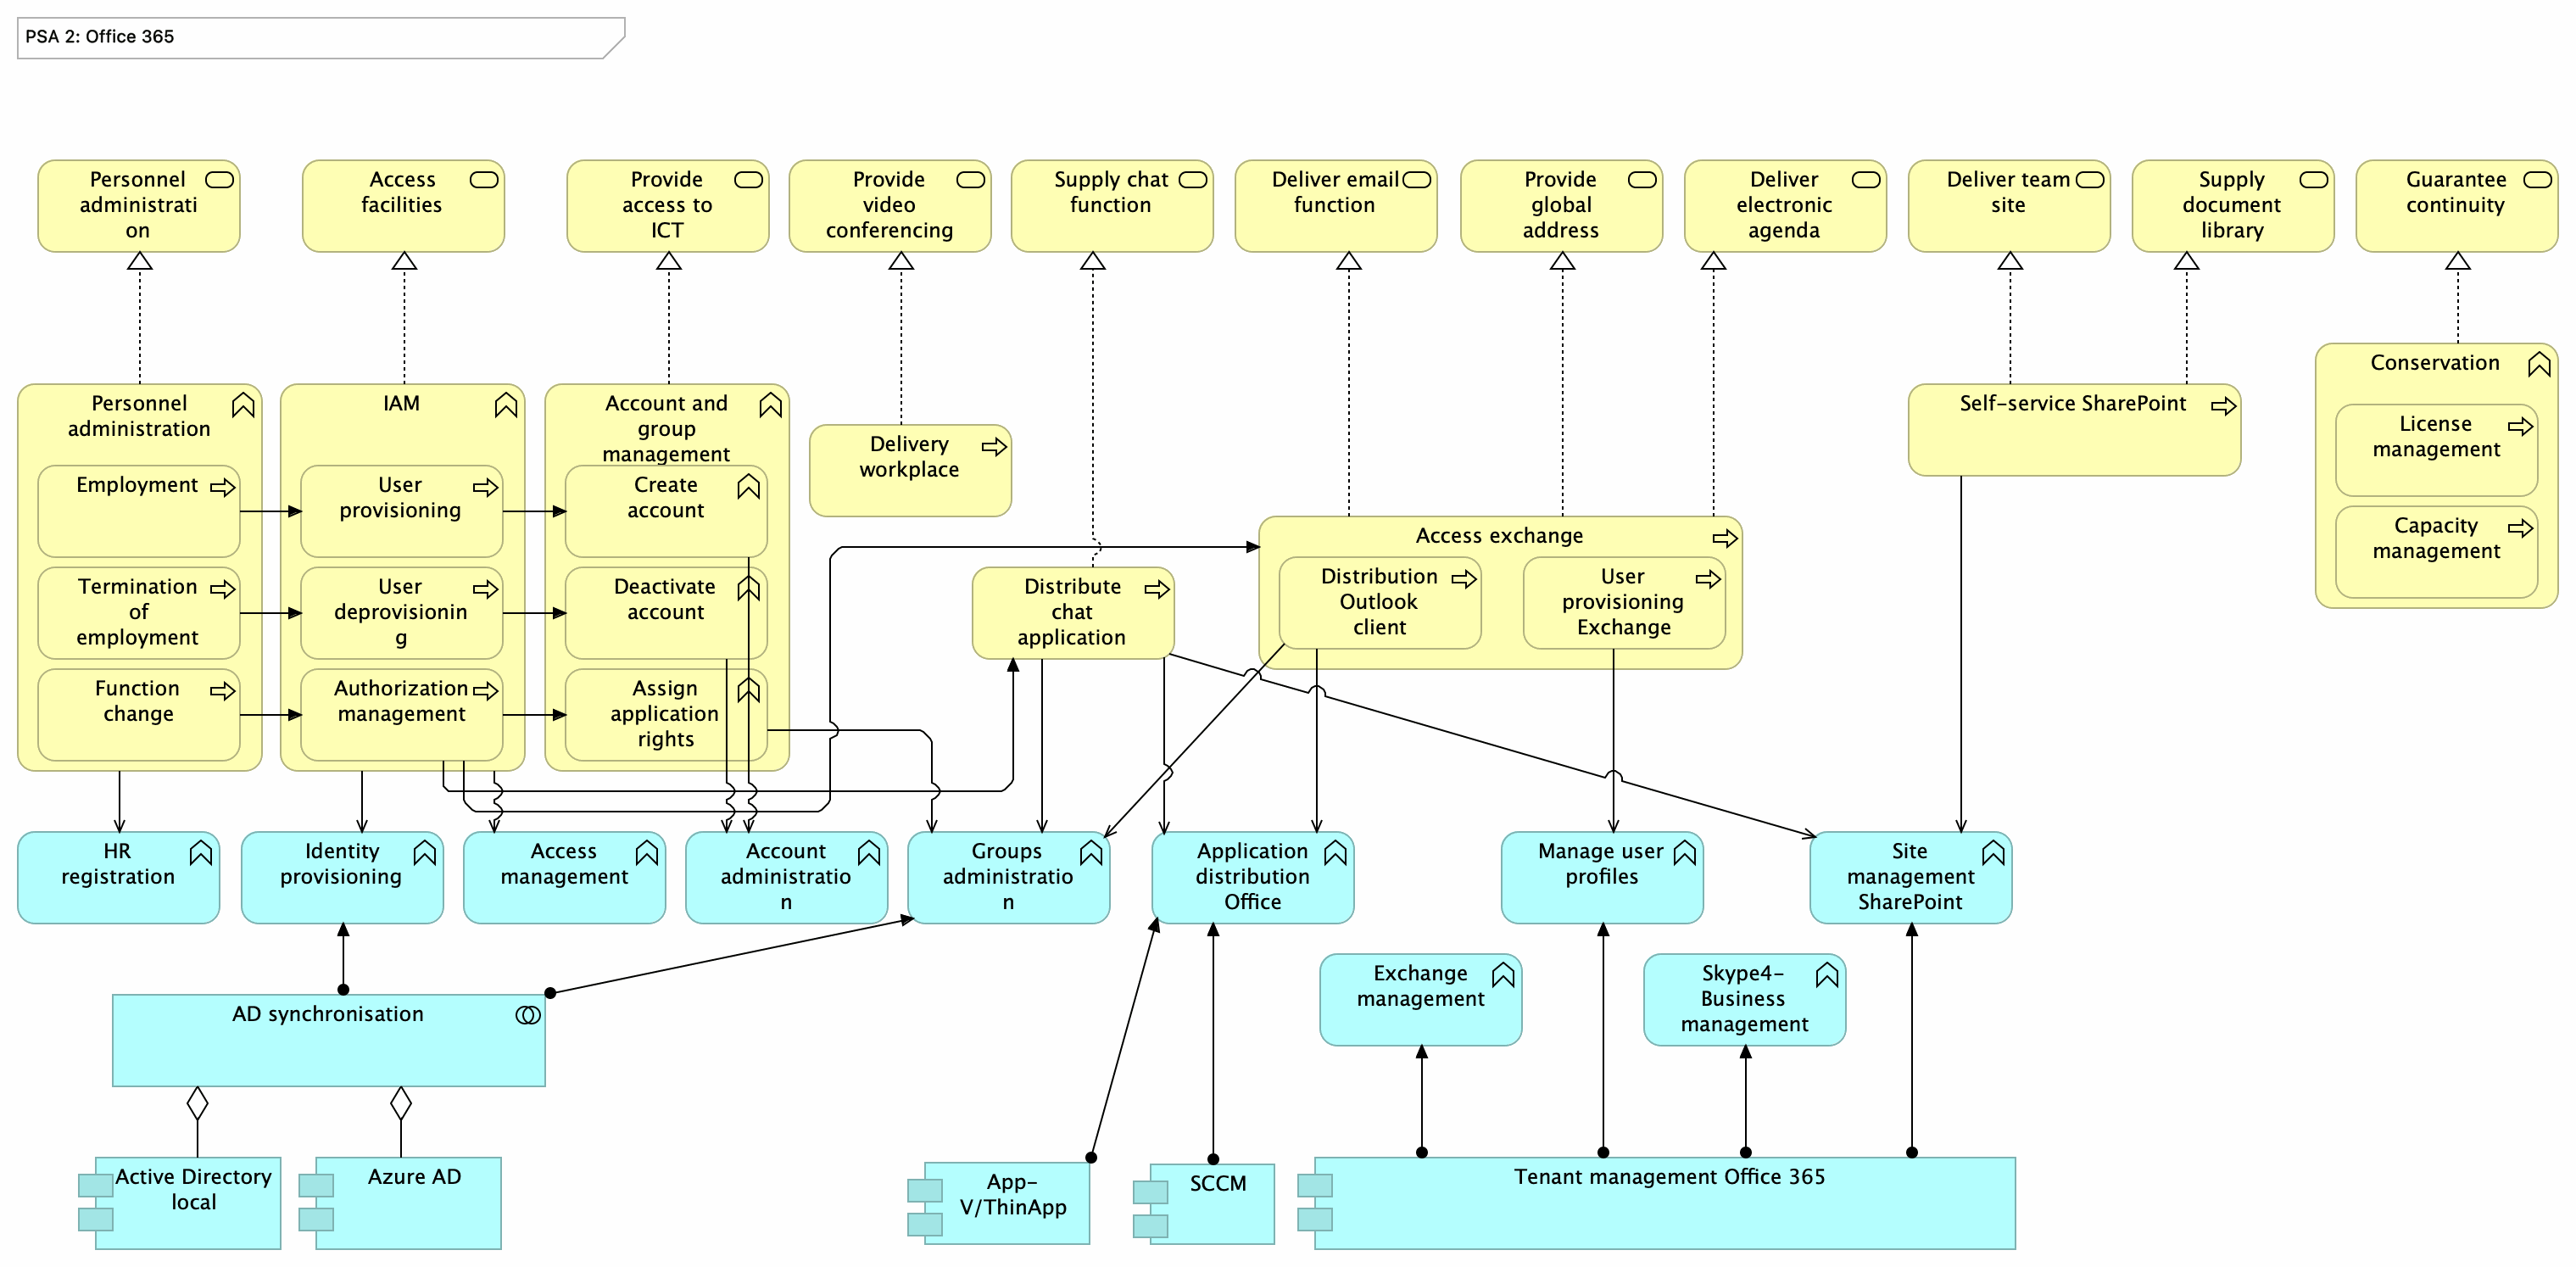 PSA 2: Office 365
Personnel
administrati
on
Access
facilities
Provide
access to
ICT
Provide
video
conferencing
Supply chat
function
Deliver email
function
Provide
global
address
Deliver
electronic
agenda
Deliver team
site
Supply
document
library
Guarantee
continuity
Personnel
administration
Employment
Termination
of
employment
Function
change
IAM
User
provisioning
User
deprovisionin
g
Authorization
management
Account and
group
management
Create
account
Deactivate
account
Assign
application
rights
Delivery
workplace
Distribute
chat
application
Access exchange
Distribution
Outlook
client
User
provisioning
Exchange
Self-service SharePoint
Conservation
License
management
Capacity
management
HR
registration
Identity
provisioning
Access
management
Account
administratio
n
Groups
administratio
n
Application
distribution
Office
Manage user
profiles
Site
management
SharePoint
Exchange
management
Skype4-
Business
management
AD synchronisation
Active Directory
local
Azure AD
App-
V/ThinApp
SCCM
Tenant management Office 365